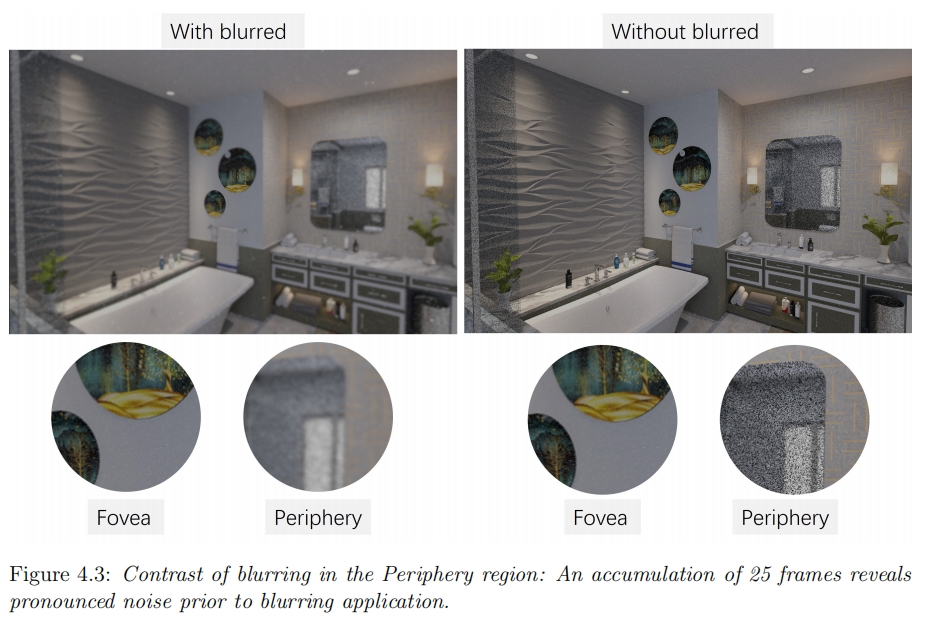 With blurred
Without blurred
Fovea
Periphery
Fovea
Periphery
Figure 4.3: Contrast of blurring in the Periphery region: An accumulation of 25 frames reveals
pronounced noise prior to blurring application.